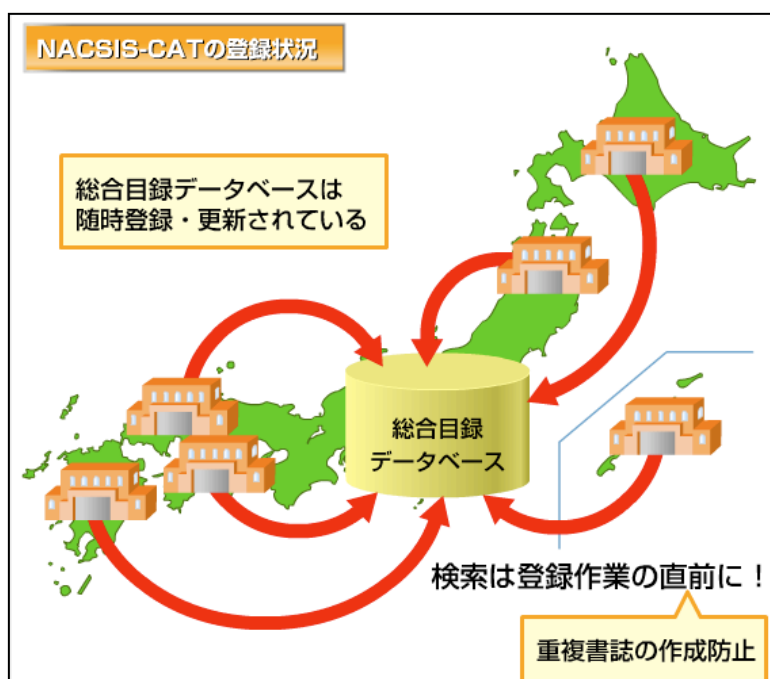 NACSIS-CATの登録状況
総合目録データベースは
随時登録・更新されている
総合目録
データベース
検索は登録作業の直前に！
重複書誌の作成防止